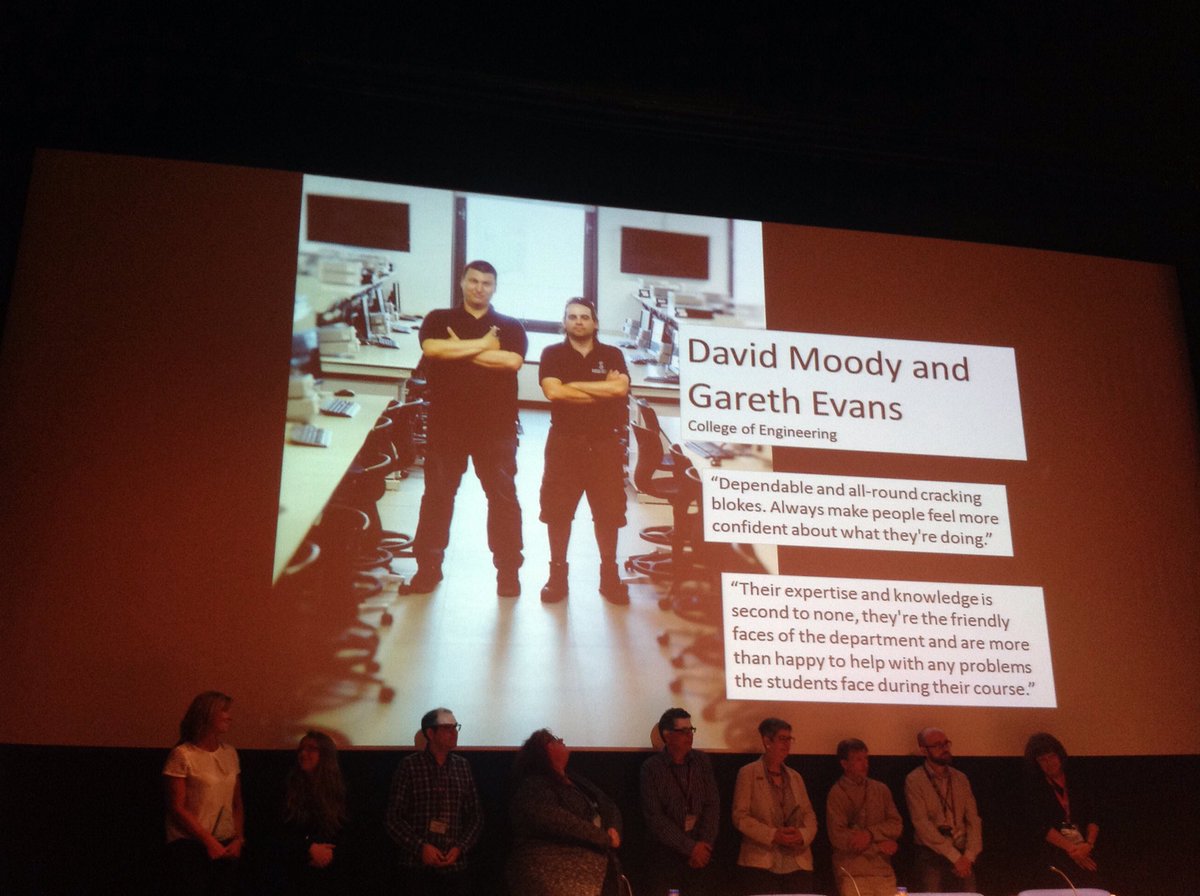 David Moody and
Gareth Evans
College of Engineering
“Dependable and all-round cracking
blokes. Always make people feel more
confident about what they're doing.”
“Their expertise and knowledge is
second to none, they're the friendly
faces of the department and are more
than happy to help with any problems
the students face during their course.”